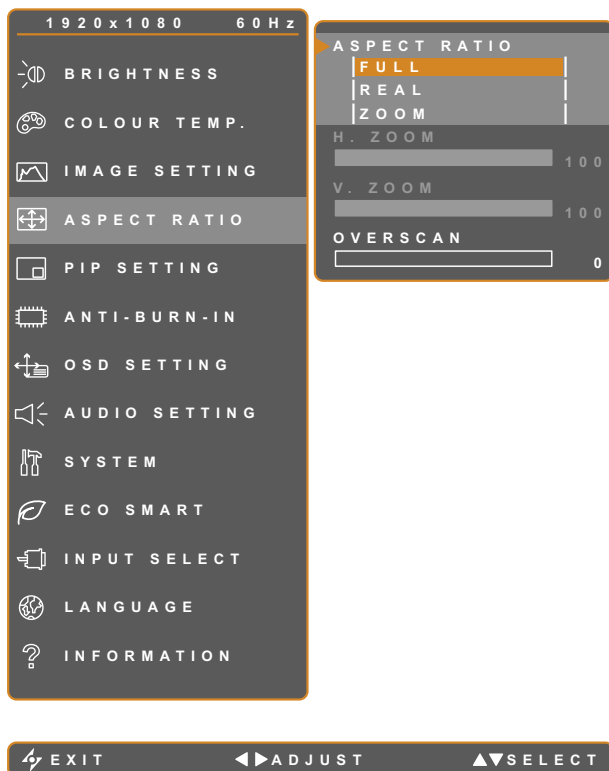 1920x1080 60Hz
BRIGHTNESS
COLOUR TEMP.
IMAGE SETTING
ASPECT RATIO
PIP SETTING
ANTI-BURN-IN
OSD SETTING
AUDIO SETTING
SYSTEM
ECO SMART
INPUT SELECT
LANGUAGE
INFORMATION
ASPECT RATIO
FULL
REAL
ZOOM
H. ZOOM
100
V. ZOOM
100
OVERSCAN
0
EXIT ADJUST SELECT